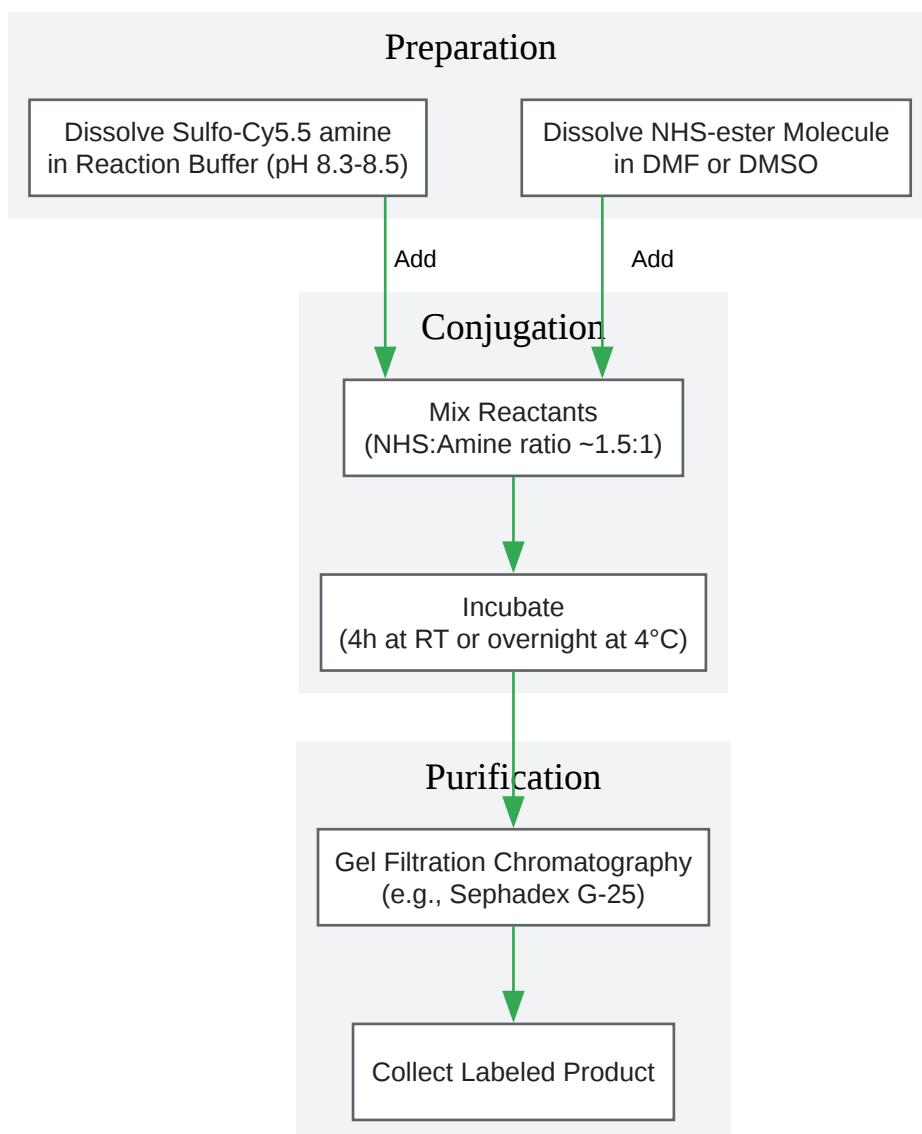 Preparation
Dissolve Sulfo-Cy5.5 amine
in Reaction Buffer (pH 8.3-8.5)
Dissolve NHS-ester Molecule
in DMF or DMSO
Add
Add
Conjugation
Mix Reactants
(NHS:Amine ratio ~1.5:1)
Incubate
(4h at RT or overnight at 4°C)
Purification
Gel Filtration Chromatography
(e.g., Sephadex G-25)
Collect Labeled Product